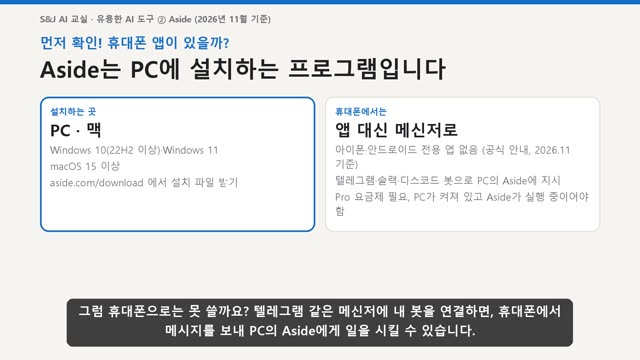 S&J AI 교실 · 유용한 AI 도구 ② Aside (2026년 11월 기준)
먼저 확인! 휴대폰 앱이 있을까?
Aside는 PC에 설치하는 프로그램입니다
설치하는 곳
PC · 맥
Windows 10(22H2 이상)·Windows 11
macOS 15 이상
aside.com/download 에서 설치 파일 받기
휴대폰에서는
앱 대신 메신저로
아이폰·안드로이드 전용 앱 없음 (공식 안내, 2026.11
기준)
텔레그램·슬랙·디스코드 봇으로 PC의 Aside에 지시
Pro 요금제 필요, PC가 켜져 있고 Aside가 실행 중이어야
함
그럼 휴대폰으로는 못 쓸까요? 텔레그램 같은 메신저에 내 봇을 연결하면, 휴대폰에서
메시지를 보내 PC의 Aside에게 일을 시킬 수 있습니다.